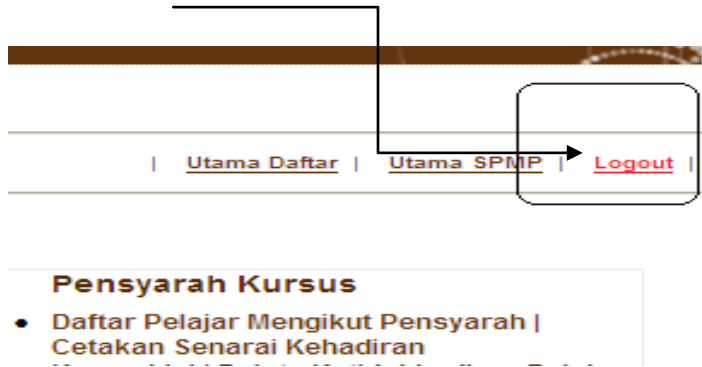 | Utama Daftar | Utama SPMP | Logout |
Pensyarah Kursus
• Daftar Pelajar Mengikut Pensyarah |
Cetakan Senarai Kehadiran